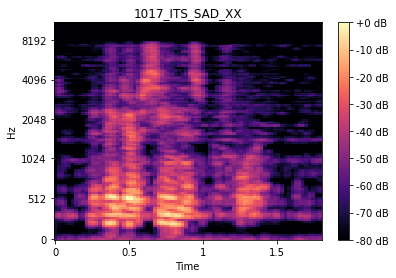 1017_ITS_SAD_XX
+0 dB
8192
-10 dB
4096
-20 dB
-30 dB
2048
Hz
-40 dB
1024
-50 dB
512
-60 dB
-70 dB
0
-80 dB
0
0.5
1
1.5
Time